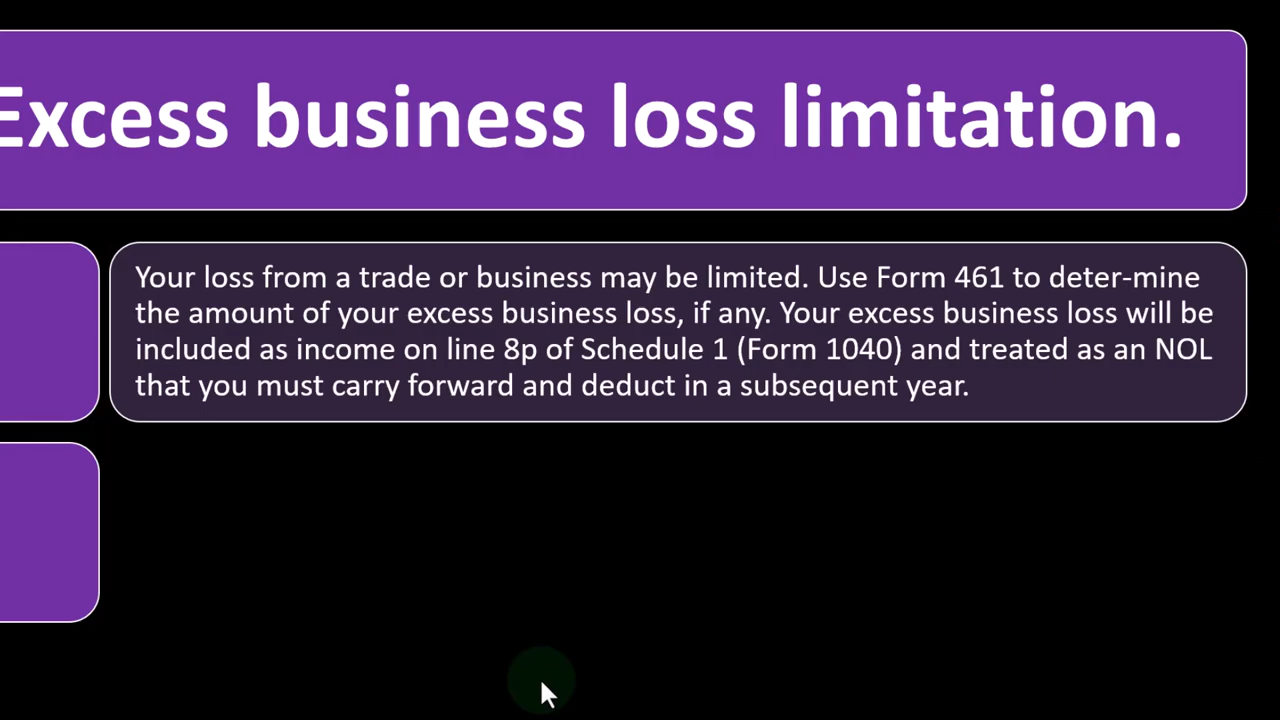 Excess business loss limitation.
Your loss from a trade or business may be limited. Use Form 461 to deter-mine
the amount of your excess business loss, if any. Your excess business loss will be
included as income on line 8p of Schedule 1 (Form 1040) and treated as an NOL
that you must carry forward and deduct in a subsequent year.